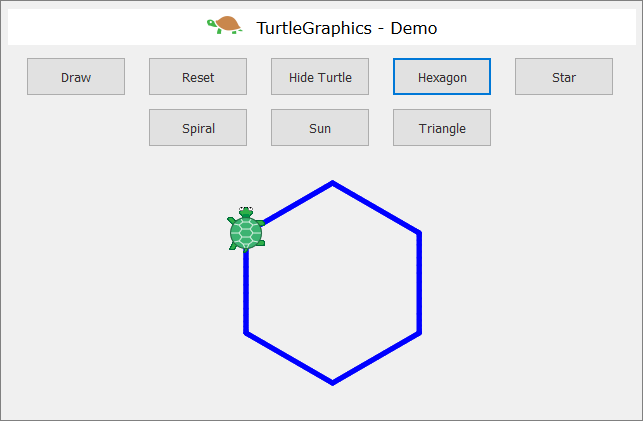 TurtleGraphics - Demo
Draw Reset Hide Turtle Hexagon Star
Spiral Sun Triangle